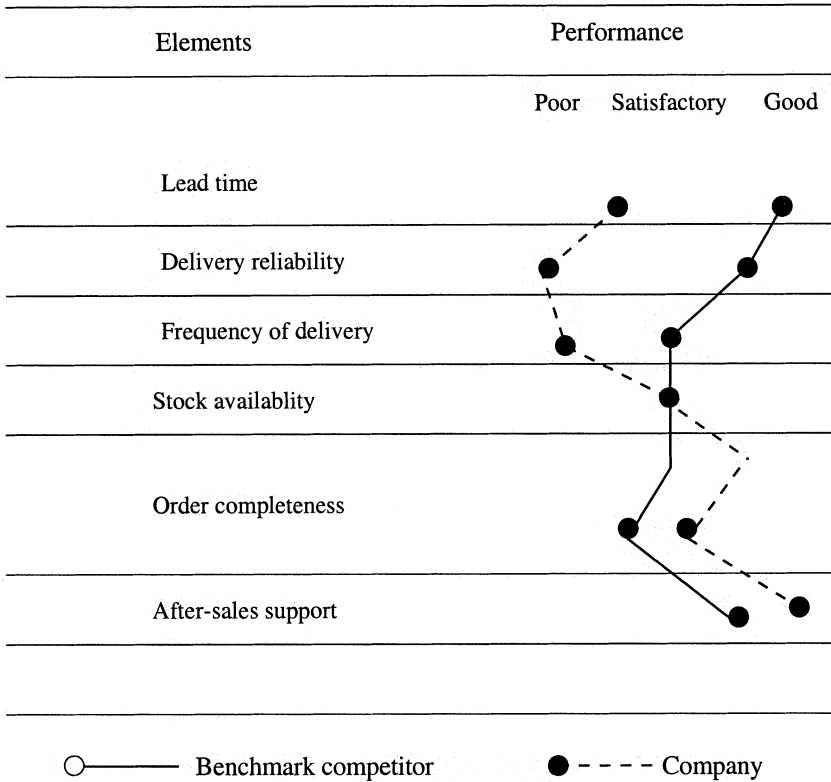 Elements
Performance
Poor Satisfactory Good
Lead time
Delivery reliability
Frequency of delivery
Stock availablity
Order completeness
After-sales support
Benchmark competitor
Company